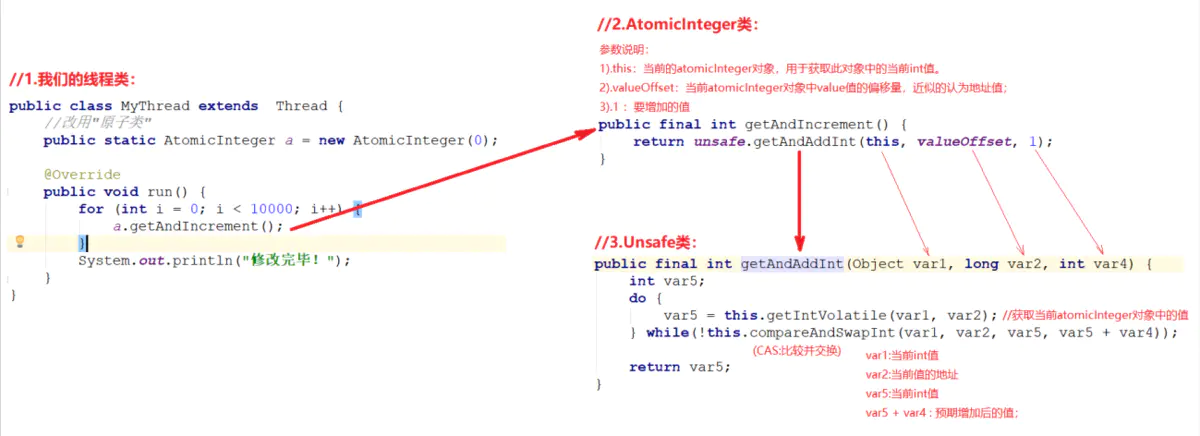 //1.我们的线程类：
public class MyThread extends  Thread {
    //改用"原子类"
    public static AtomicInteger a = new AtomicInteger(0);
    @Override
    public void run() {
        for (int i = 0; i < 10000; i++) {
            a.getAndIncrement();
        }
        System.out.println("修改完毕！");
    }
}
//2.AtomicInteger类：
参数说明：
1).this：当前的atomicInteger对象，用于获取此对象中的当前int值。
2).valueOffset：当前atomicInteger对象中value值的偏移量，近似的认为地址值；
3).1 ：要增加的值
public final int getAndIncrement() {
    return unsafe.getAndAddInt(this, valueOffset, 1);
}
//3.Unsafe类：
public final int getAndAddInt(Object var1, long var2, int var4) {
    int var5;
    do {
        var5 = this.getIntVolatile(var1, var2); //获取当前atomicInteger对象中的值
    } while(!this.compareAndSwapInt(var1, var2, var5, var5 + var4));
(CAS:比较并交换)
var1:当前int值
    return var5;
var2:当前值的地址
}
var5:当前int值
var5 + var4 : 预期增加后的值；